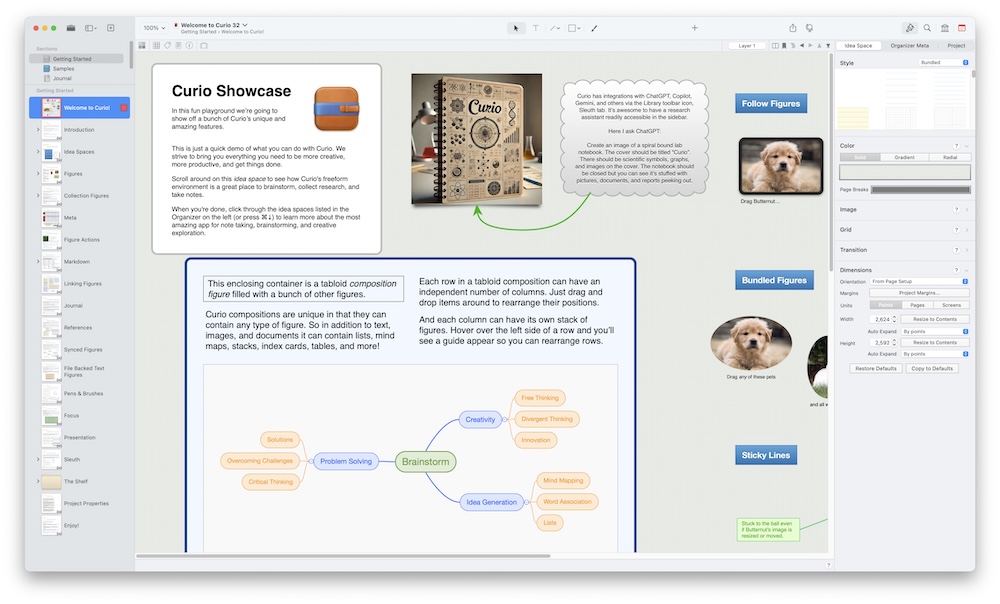 100%
Welcome to Curio 32
Getting Started › Welcome to Curio!
Layer 1
Idea Space
Organizer Meta
Project
Sections
Getting Started
Samples
Journal
Getting Started
Welcome to Curio!
Introduction
Idea Spaces
Figures
Collection Figures
Meta
Figure Actions
Markdown
Linking Figures
Journal
References
Synced Figures
File Backed Text
Figures
Pens & Brushes
Focus
Presentation
Sleuth
The Shelf
Project Properties
Enjoy!
Curio Showcase
In this fun playground we're going to
show off a bunch of Curio's unique and
amazing features.
This is just a quick demo of what you can do with Curio. We
strive to bring you everything you need to be more creative,
more productive, and get things done.
Scroll around on this idea space to see how Curio's freeform
environment is a great place to brainstorm, collect research, and
take notes.
When you're done, click through the idea spaces listed in the
Organizer on the left (or press ⌘↓) to learn more about the most
amazing app for note taking, brainstorming, and creative
exploration.
Curio
Curio has integrations with ChatGPT, Copilot,
Gemini, and others via the Library toolbar icon,
Sleuth tab. It's awesome to have a research
assistant readily accessible in the sidebar.
Here I ask ChatGPT:
Create an image of a spiral bound lab
notebook. The cover should be titled "Curio".
There should be scientific symbols, graphs,
and images on the cover. The notebook should
be closed but you can see it's stuffed with
pictures, documents, and reports peeking out.
Follow Figures
Drag Butternut...
Bundled Figures
Drag any of these pets
and all
Sticky Lines
Stuck to the ball even
if Butternut's image is
resized or moved.
This enclosing container is a tabloid composition
figure filled with a bunch of other figures.
Curio compositions are unique in that they can
contain any type of figure. So in addition to text,
images, and documents it can contain lists, mind
maps, stacks, index cards, tables, and more!
Each row in a tabloid composition can have an
independent number of columns. Just drag and
drop items around to rearrange their positions.
And each column can have its own stack of
figures. Hover over the left side of a row and you'll
see a guide appear so you can rearrange rows.
Solutions
Overcoming Challenges
Critical Thinking
Problem Solving
Brainstorm
Creativity
Free Thinking
Divergent Thinking
Innovation
Idea Generation
Mind Mapping
Word Association
Lists
Style
Bundled
Color
?
Solid
Gradient
Radial
Page Breaks
Image
?
Grid
?
Transition
?
Dimensions
?
Orientation
From Page Setup
Margins
Project Margins...
Units
Points
Pages
Screens
Width
2,624
Resize to Contents
Auto Expand
By points
Height
2,592
Resize to Contents
Auto Expand
By points
Restore Defaults
Copy to Defaults
?